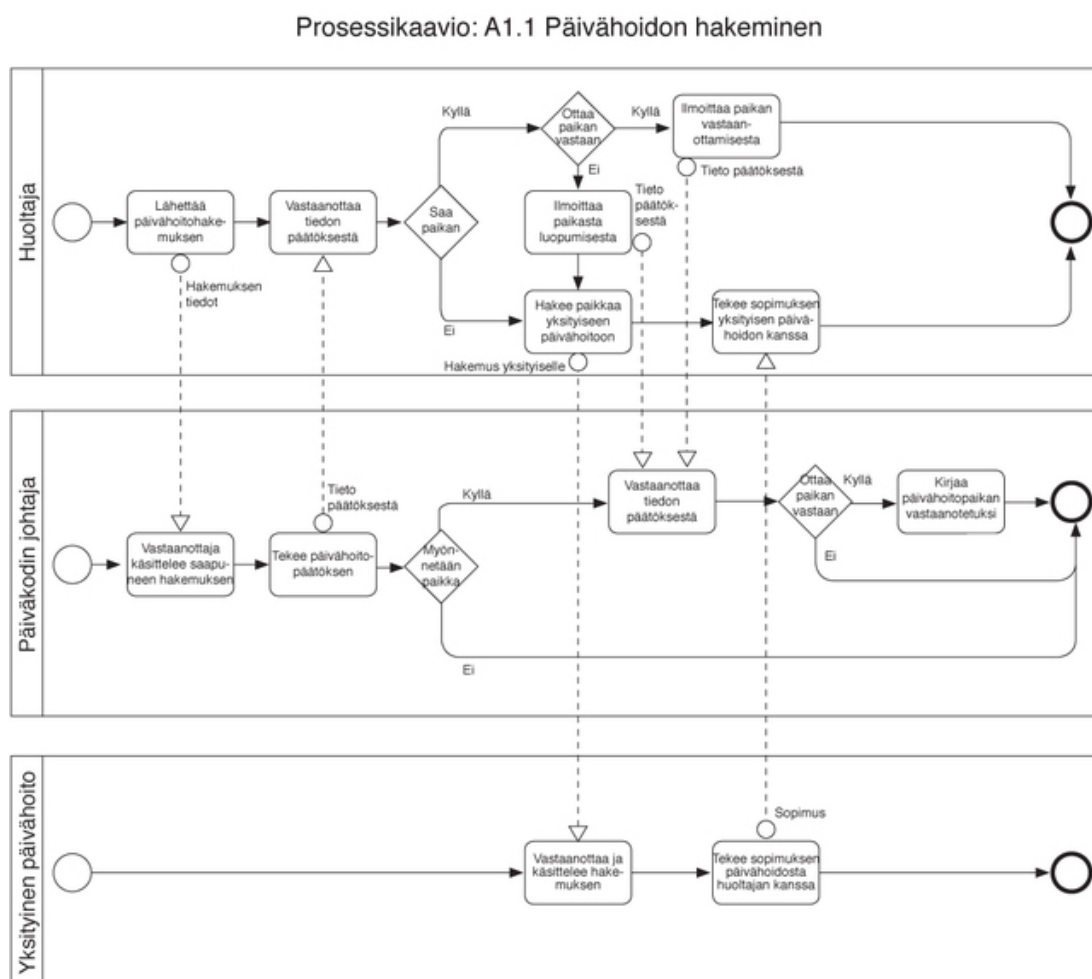 Prosessikaavio: A1.1 Päivähoidon hakeminen
Huoltaja
Lähettää
päivähoitohake-
muksen
Hakemuksen
tiedot
Vastaanottaa
tiedon
päätöksestä
Saa
paikan
Kyllä
Ei
Ottaa
paikan
vastaan
Kyllä
Ei
Ilmoittaa paikan
vastaan-
ottamisesta
Tieto päätöksestä
Ilmoittaa
paikasta
luopumisesta
Tieto
päätök-
sestä
Hakee paikkaa
yksityiseen
päivähoitoon
Hakemus yksityiselle
Tekee sopimuksen
yksityisen päivä-
hoidon kanssa
Päiväkodin johtaja
Vastaanottaja
käsittelee saapu-
neen hakemuksen
Tieto
päätöksestä
Tekee päivähoito-
päätöksen
Myön-
netään
paikka
Kyllä
Ei
Vastaanottaa
tiedon
päätöksestä
Ottaa
paikan
vastaan
Kyllä
Ei
Kirjaa
päivähoitopaikan
vastaanotetuksi
Yksityinen päivähoito
Vastaanottaa ja
käsittelee hake-
muksen
Sopimus
Tekee sopimuksen
päivähoidosta
huoltajan kanssa